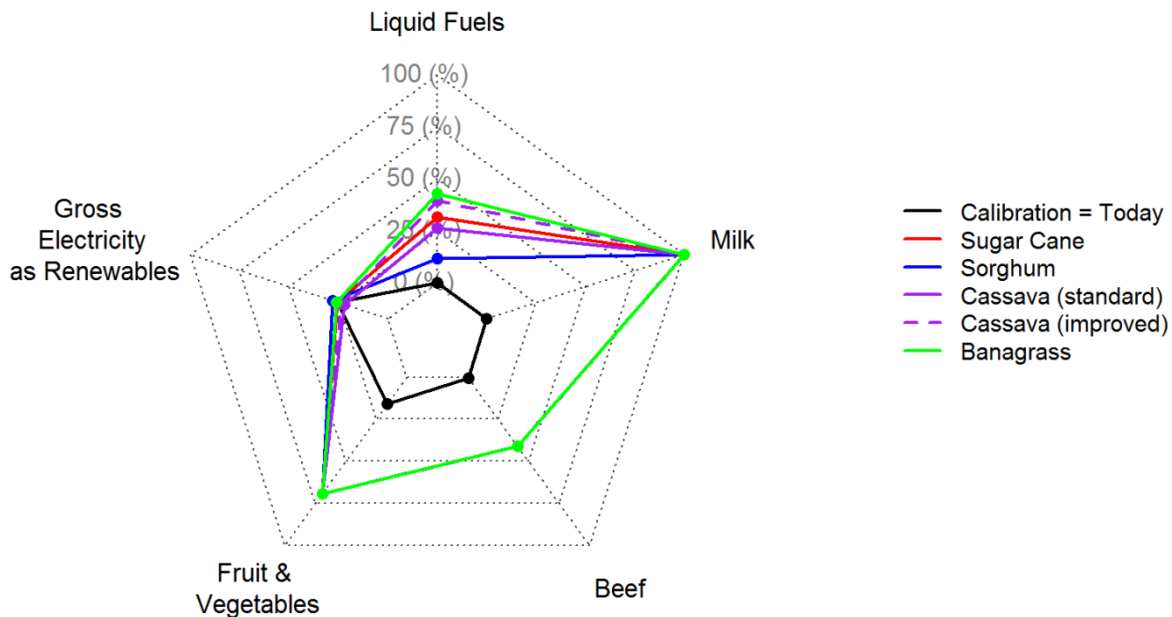 Liquid Fuels
100 (%)
75 (%)
50 (%)
25 (%)
0 (%)
Milk
Beef
Fruit &
Vegetables
Gross
Electricity
as Renewables
Calibration = Today
Sugar Cane
Sorghum
Cassava (standard)
Cassava (improved)
Banagrass